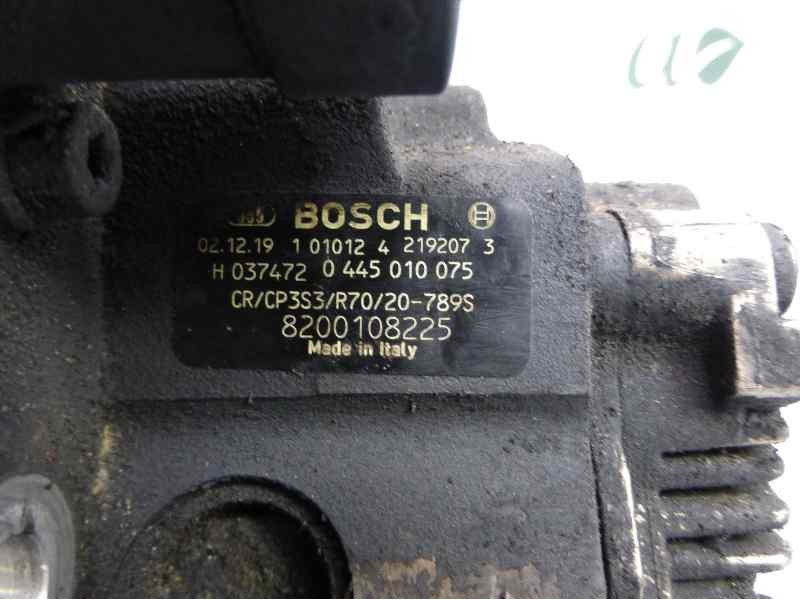 BOSCH
02.12.19 1 01012 4 219207 3
H 037472 0 445 010 075
CR/CP3S3/R70/20-789S
8200108225
Made in Italy